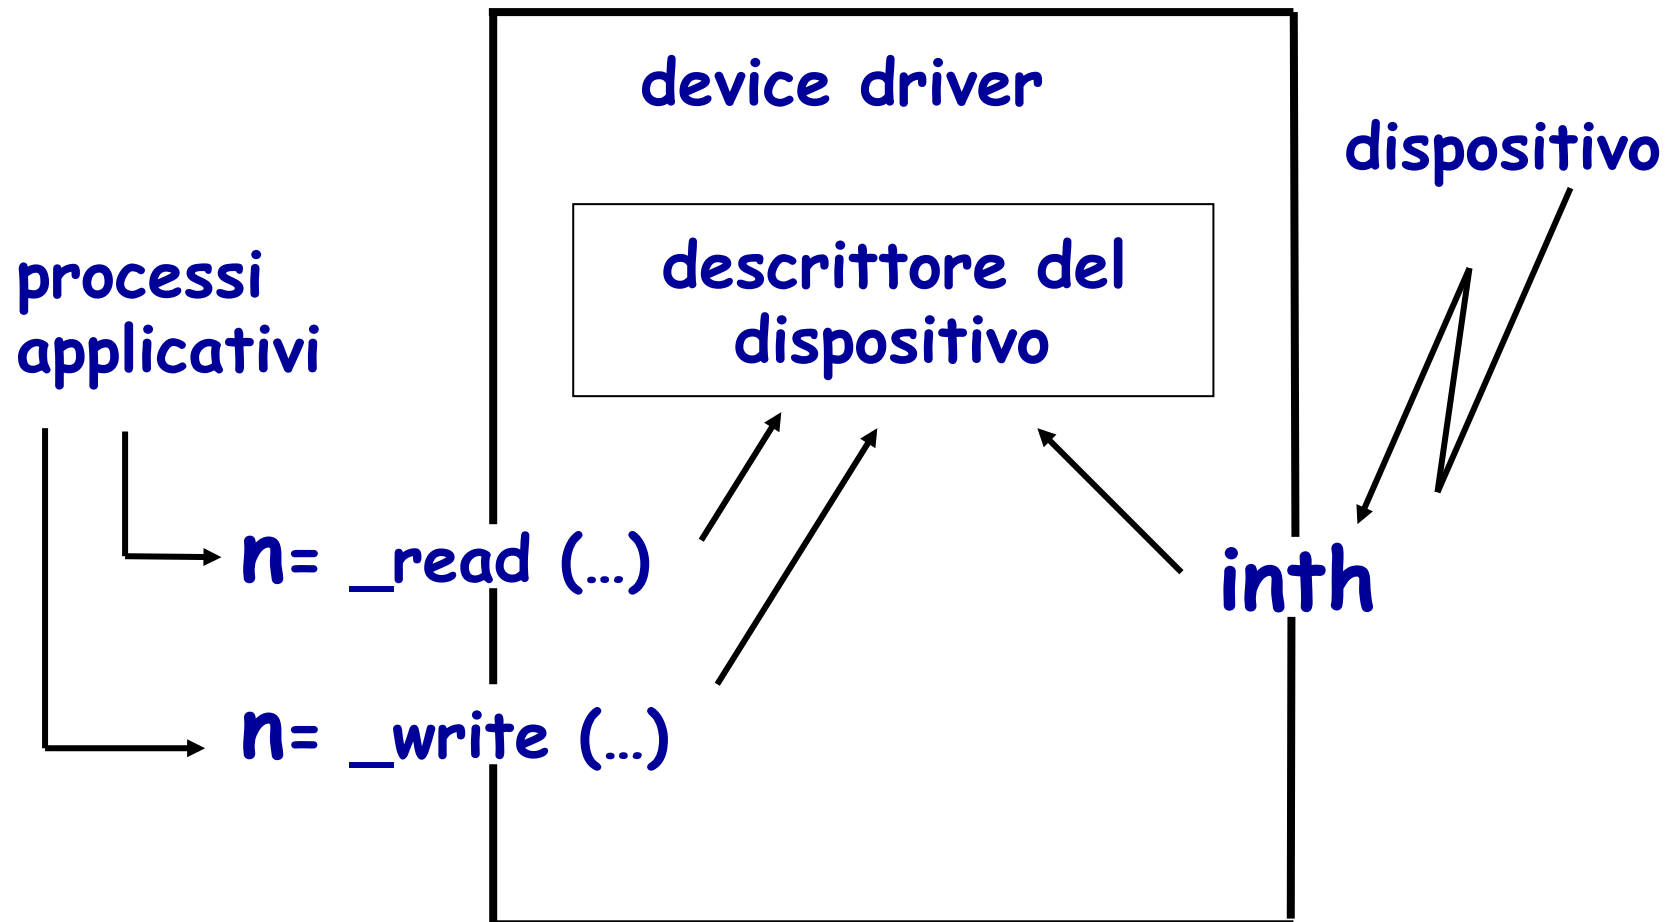 device driver
dispositivo
descrittore del
dispositivo
processi
applicativi
n= _read (...)
inth
n= _write (...)